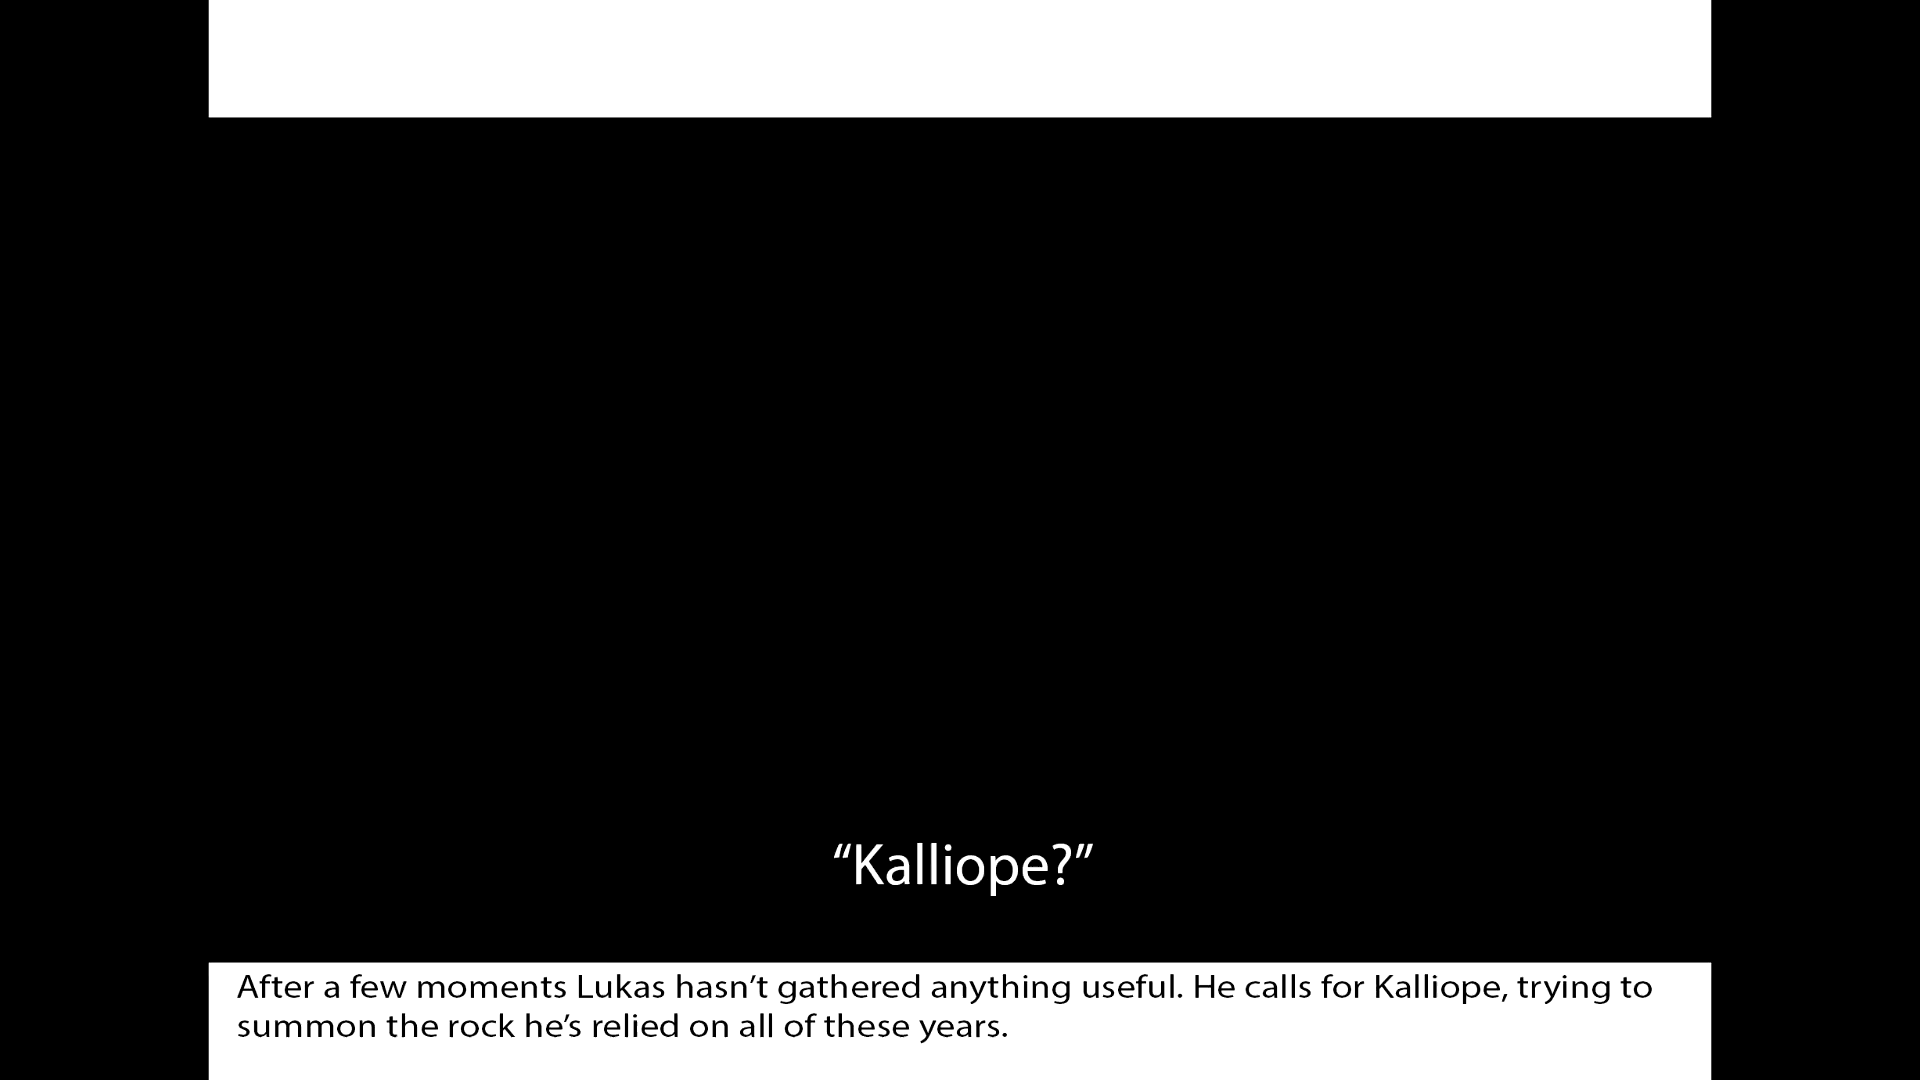 “Kalliope?”
After a few moments Lukas hasn’t gathered anything useful. He calls for Kalliope, trying to
summon the rock he’s relied on all of these years.